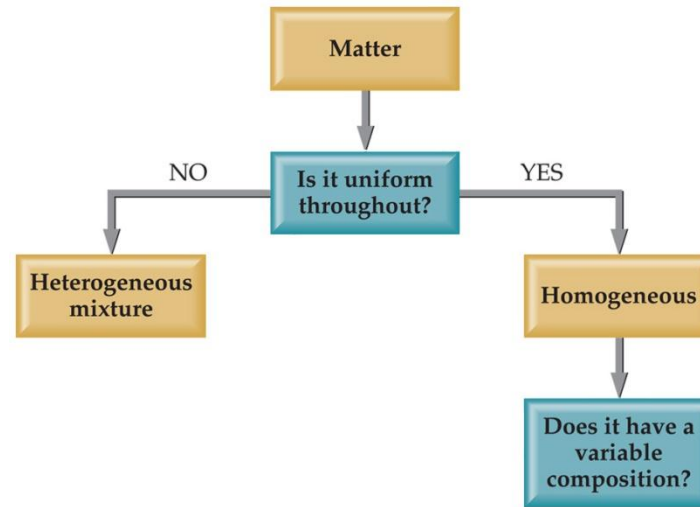 Matter
NO
Is it uniform
throughout?
YES
Heterogeneous
mixture
Homogeneous
Does it have a
variable
composition?